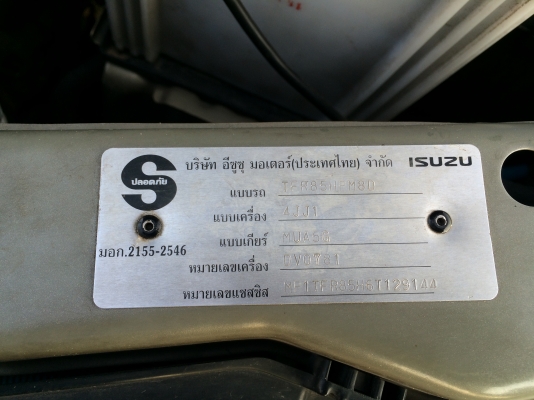 บริษัท อีซูซุ มอเตอร์(ประเทศไทย) จำกัด ISUZU
S
ปลอดภัย
มอก.2155-2546
แบบรถ
แบบเครื่อง 4JJ1
แบบเกียร์
หมายเลขเครื่อง
หมายเลขแชสซิส